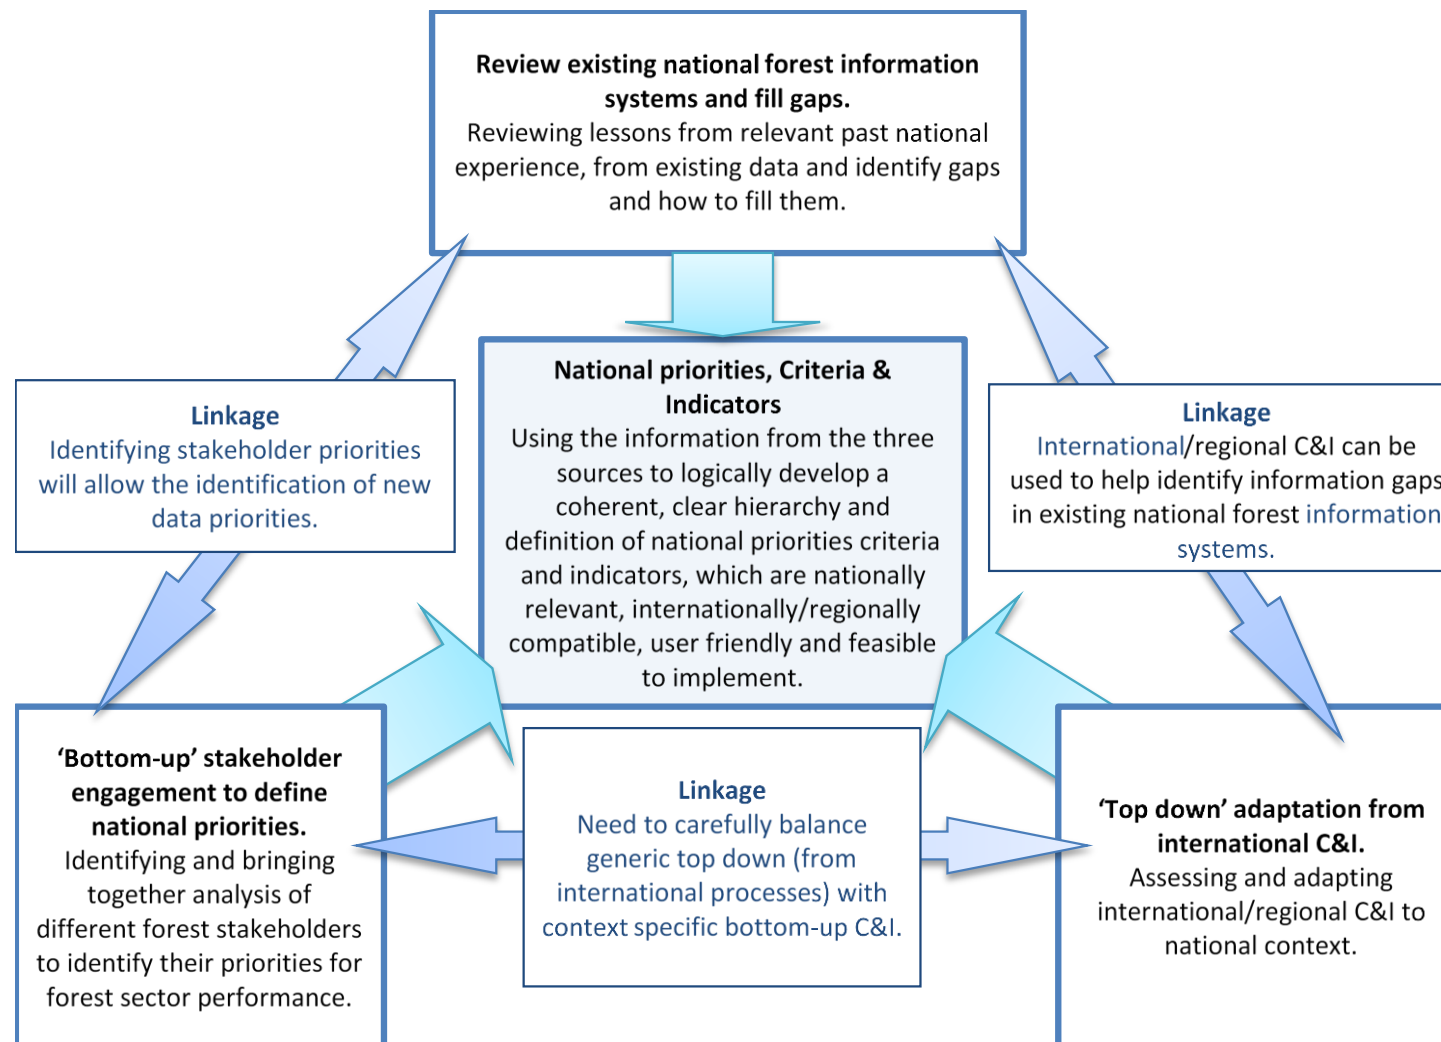 Review existing national forest information
systems and fill gaps.
Reviewing lessons from relevant past national
experience, from existing data and identify gaps
and how to fill them.
Linkage
Identifying stakeholder priorities
will allow the identification of new
data priorities.
National priorities, Criteria &
Indicators
Using the information from the three
sources to logically develop a
coherent, clear hierarchy and
definition of national priorities criteria
and indicators, which are nationally
relevant, internationally/regionally
compatible, user friendly and feasible
to implement.
Linkage
International/regional C&I can be
used to help identify information gaps
in existing national forest information
systems.
‘Bottom-up’ stakeholder
engagement to define
national priorities.
Identifying and bringing
together analysis of
different forest stakeholders
to identify their priorities for
forest sector performance.
Linkage
Need to carefully balance
generic top down (from
international processes) with
context specific bottom-up C&I.
‘Top down’ adaptation from
international C&I.
Assessing and adapting
international/regional C&I to
national context.